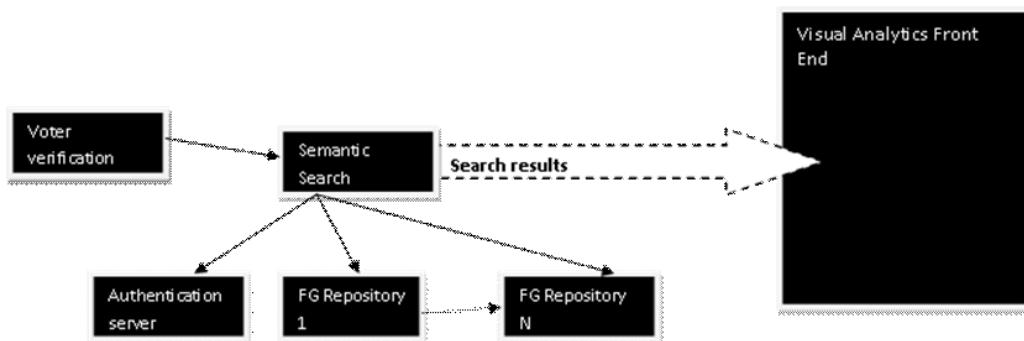 Visual Analytics Front
End
Voter
verification
Semantic
Search
Search results
Authentication
server
FG Repository
1
FG Repository
N